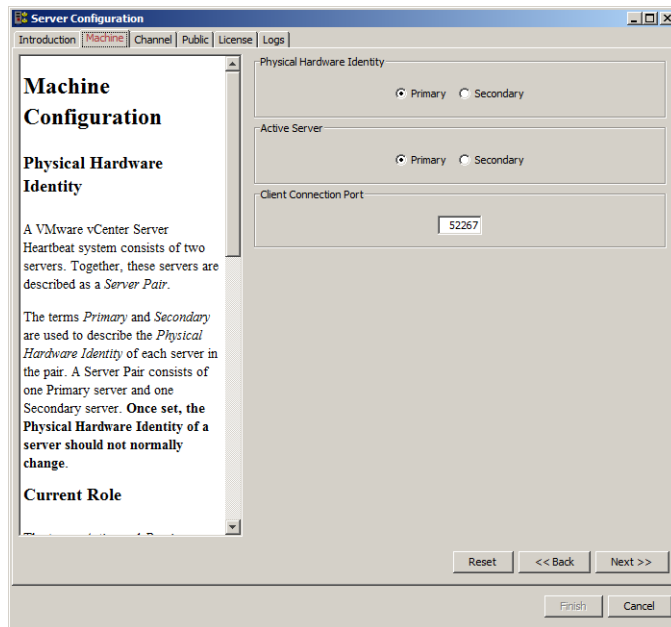 Server Configuration
Introduction Machine Channel Public License Logs
Machine
Configuration
Physical Hardware
Identity
A VMware vCenter Server
Heartbeat system consists of two
servers. Together, these servers are
described as a Server Pair.
The terms Primary and Secondary
are used to describe the Physical
Hardware Identity of each server in
the pair. A Server Pair consists of
one Primary server and one
Secondary server. Once set, the
Physical Hardware Identity of a
server should not normally
change.
Current Role
Physical Hardware Identity
Primary Secondary
Active Server
Primary Secondary
Client Connection Port
52267
Reset << Back Next >>
Finish Cancel